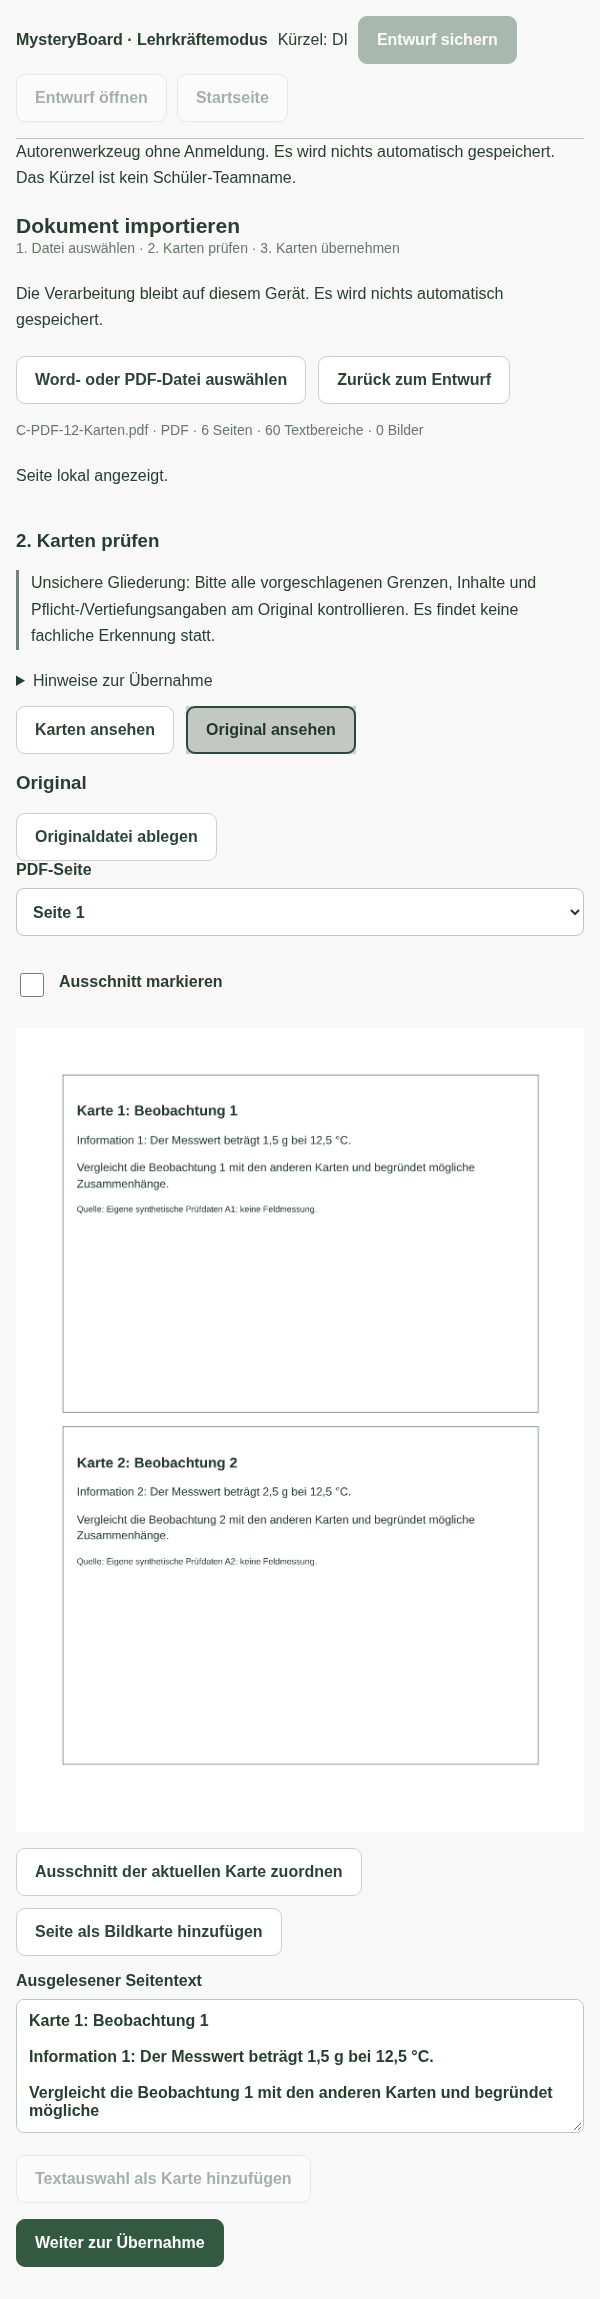 MysteryBoard · Lehrkräftemodus Kürzel: DI Entwurf sichern
Entwurf öffnen Startseite
Autorenwerkzeug ohne Anmeldung. Es wird nichts automatisch gespeichert.
Das Kürzel ist kein Schüler-Teamname.
Dokument importieren
1. Datei auswählen · 2. Karten prüfen · 3. Karten übernehmen
Die Verarbeitung bleibt auf diesem Gerät. Es wird nichts automatisch
gespeichert.
Word- oder PDF-Datei auswählen Zurück zum Entwurf
C-PDF-12-Karten.pdf · PDF · 6 Seiten · 60 Textbereiche · 0 Bilder
Seite lokal angezeigt.
2. Karten prüfen
Unsichere Gliederung: Bitte alle vorgeschlagenen Grenzen, Inhalte und
Pflicht-/Vertiefungsangaben am Original kontrollieren. Es findet keine
fachliche Erkennung statt.
Hinweise zur Übernahme
Karten ansehen Original ansehen
Original
Originaldatei ablegen
PDF-Seite
Seite 1
Ausschnitt markieren
Karte 1: Beobachtung 1
Information 1: Der Messwert beträgt 1,5 g bei 12,5 °C.
Vergleicht die Beobachtung 1 mit den anderen Karten und begründet mögliche
Zusammenhänge.
Quelle: Eigene synthetische Prüfdaten A1; keine Feldmessung.
Karte 2: Beobachtung 2
Information 2: Der Messwert beträgt 2,5 g bei 12,5 °C.
Vergleicht die Beobachtung 2 mit den anderen Karten und begründet mögliche
Zusammenhänge.
Quelle: Eigene synthetische Prüfdaten A2; keine Feldmessung.
Ausschnitt der aktuellen Karte zuordnen
Seite als Bildkarte hinzufügen
Ausgelesener Seitentext
Karte 1: Beobachtung 1
Information 1: Der Messwert beträgt 1,5 g bei 12,5 °C.
Vergleicht die Beobachtung 1 mit den anderen Karten und begründet
mögliche
Textauswahl als Karte hinzufügen
Weiter zur Übernahme